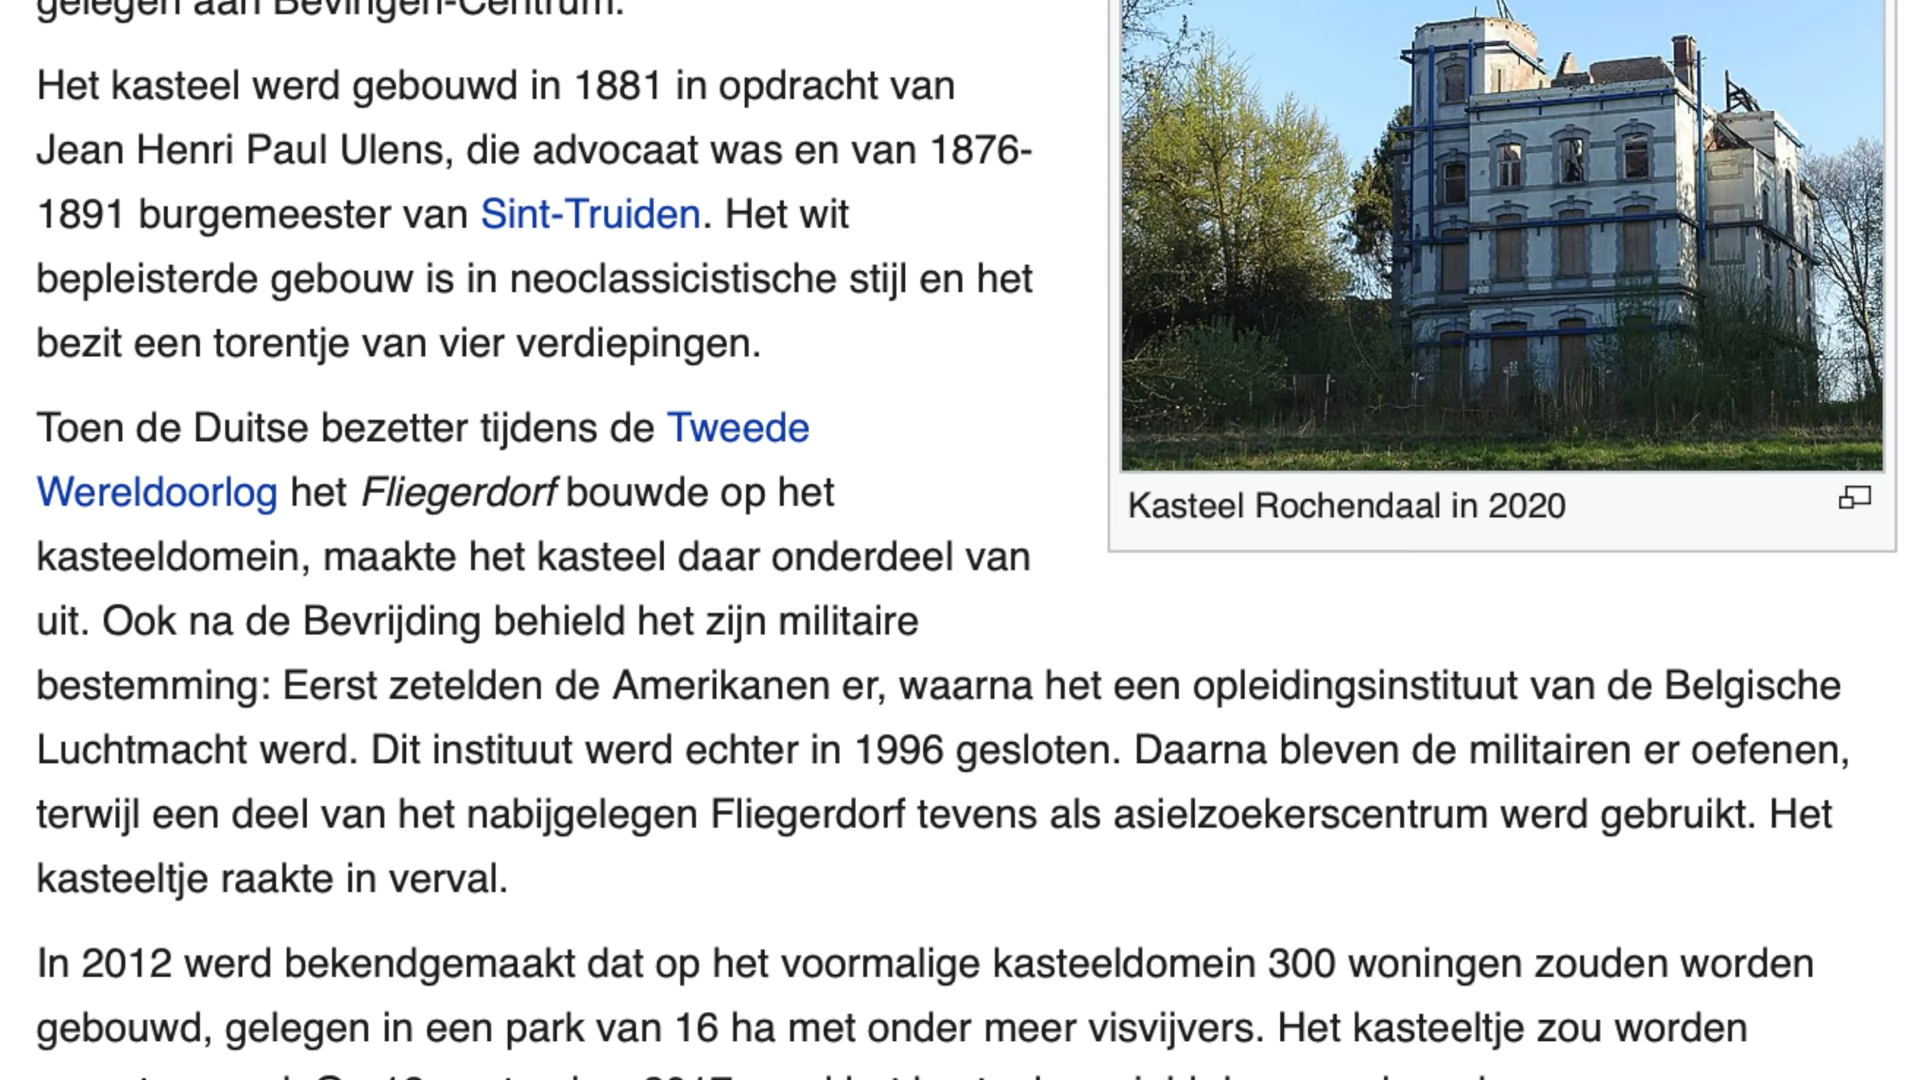 gelegen aan Bevingen-Centrum.
Het kasteel werd gebouwd in 1881 in opdracht van
Jean Henri Paul Ulens, die advocaat was en van 1876-
1891 burgemeester van Sint-Truiden. Het wit
bepleisterde gebouw is in neoclassicistische stijl en het
bezit een torentje van vier verdiepingen.
Toen de Duitse bezetter tijdens de Tweede
Wereldoorlog het Fliegerdorf bouwde op het
kasteeldomein, maakte het kasteel daar onderdeel van
uit. Ook na de Bevrijding behield het zijn militaire
bestemming: Eerst zetelden de Amerikanen er, waarna het een opleidingsinstituut van de Belgische
Luchtmacht werd. Dit instituut werd echter in 1996 gesloten. Daarna bleven de militairen er oefenen,
terwijl een deel van het nabijgelegen Fliegerdorf tevens als asielzoekerscentrum werd gebruikt. Het
kasteeltje raakte in verval.
In 2012 werd bekendgemaakt dat op het voormalige kasteeldomein 300 woningen zouden worden
gebouwd, gelegen in een park van 16 ha met onder meer visvijvers. Het kasteeltje zou worden
Kasteel Rochendaal in 2020